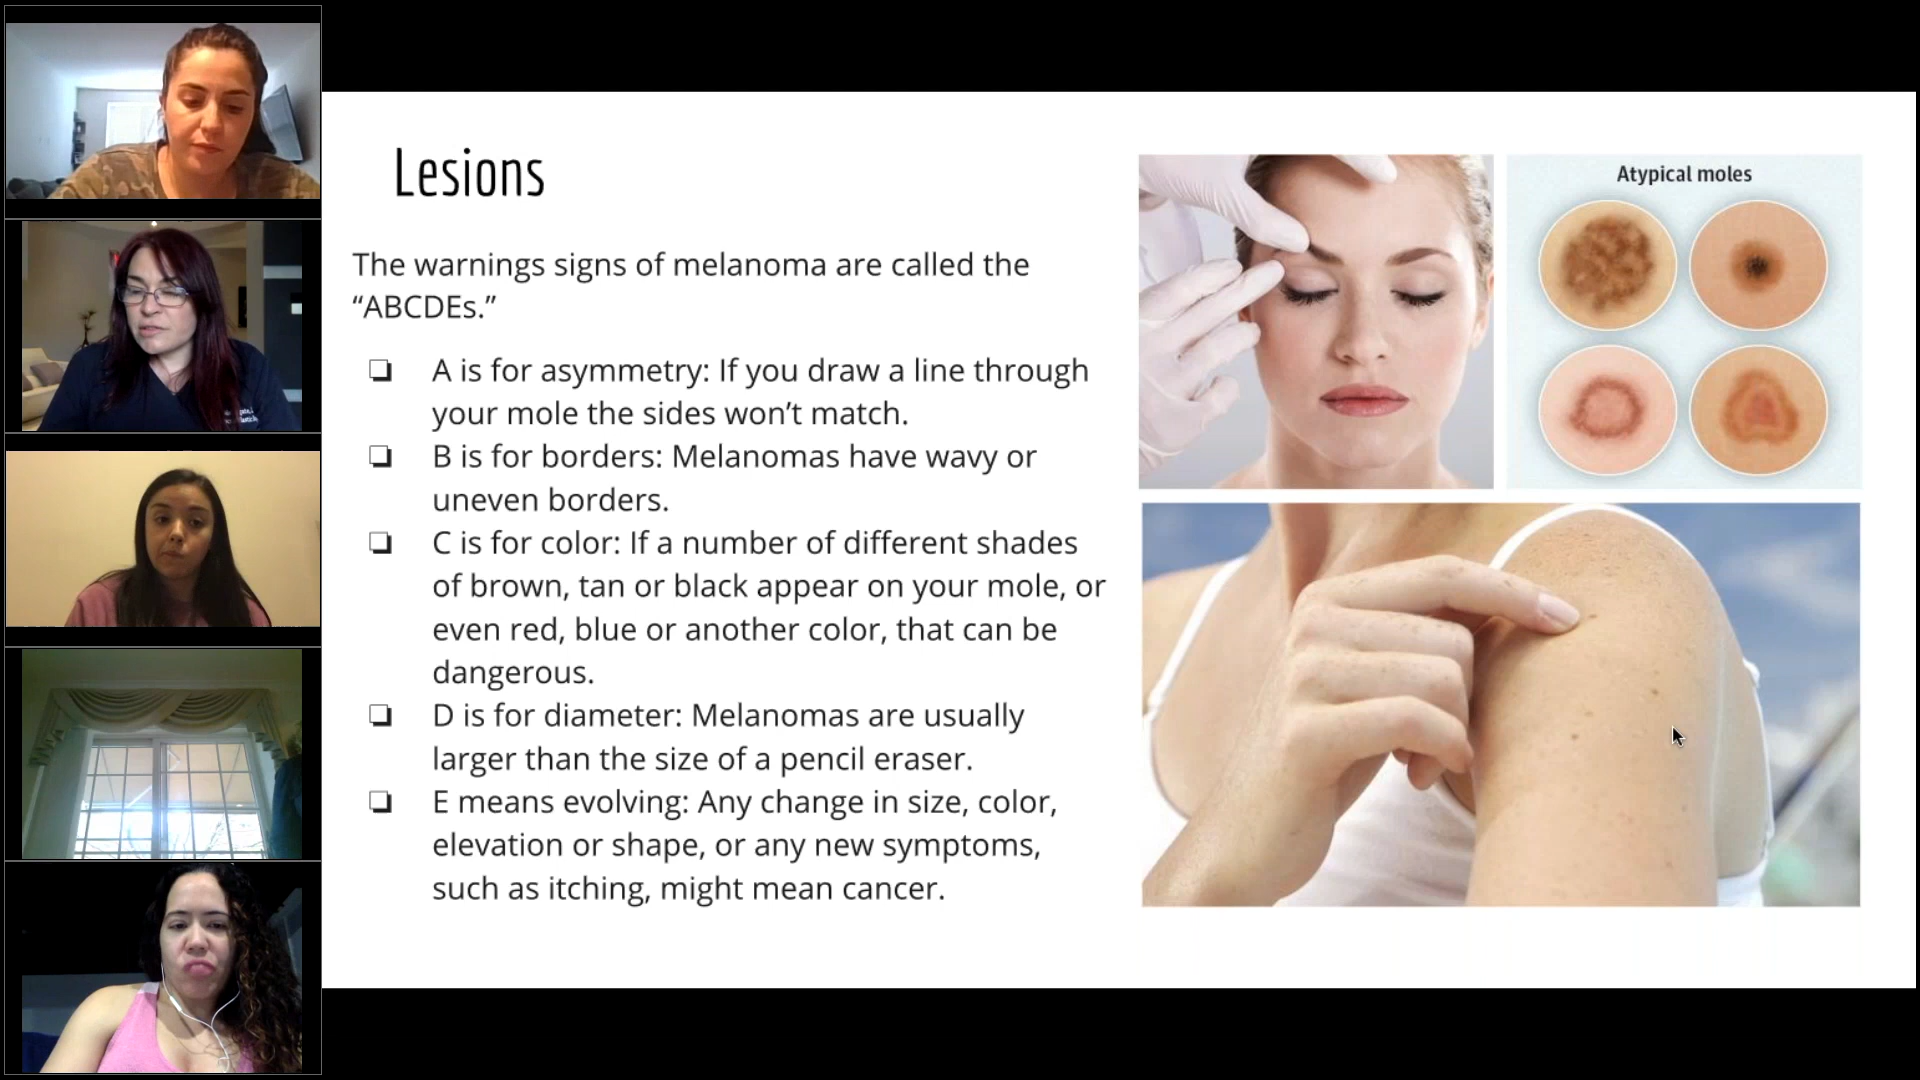 Lesions
The warnings signs of melanoma are called the
“ABCDEs.”
❏ A is for asymmetry: If you draw a line through
your mole the sides won’t match.
❏ B is for borders: Melanomas have wavy or
uneven borders.
❏ C is for color: If a number of different shades
of brown, tan or black appear on your mole, or
even red, blue or another color, that can be
dangerous.
❏ D is for diameter: Melanomas are usually
larger than the size of a pencil eraser.
❏ E means evolving: Any change in size, color,
elevation or shape, or any new symptoms,
such as itching, might mean cancer.
Atypical moles